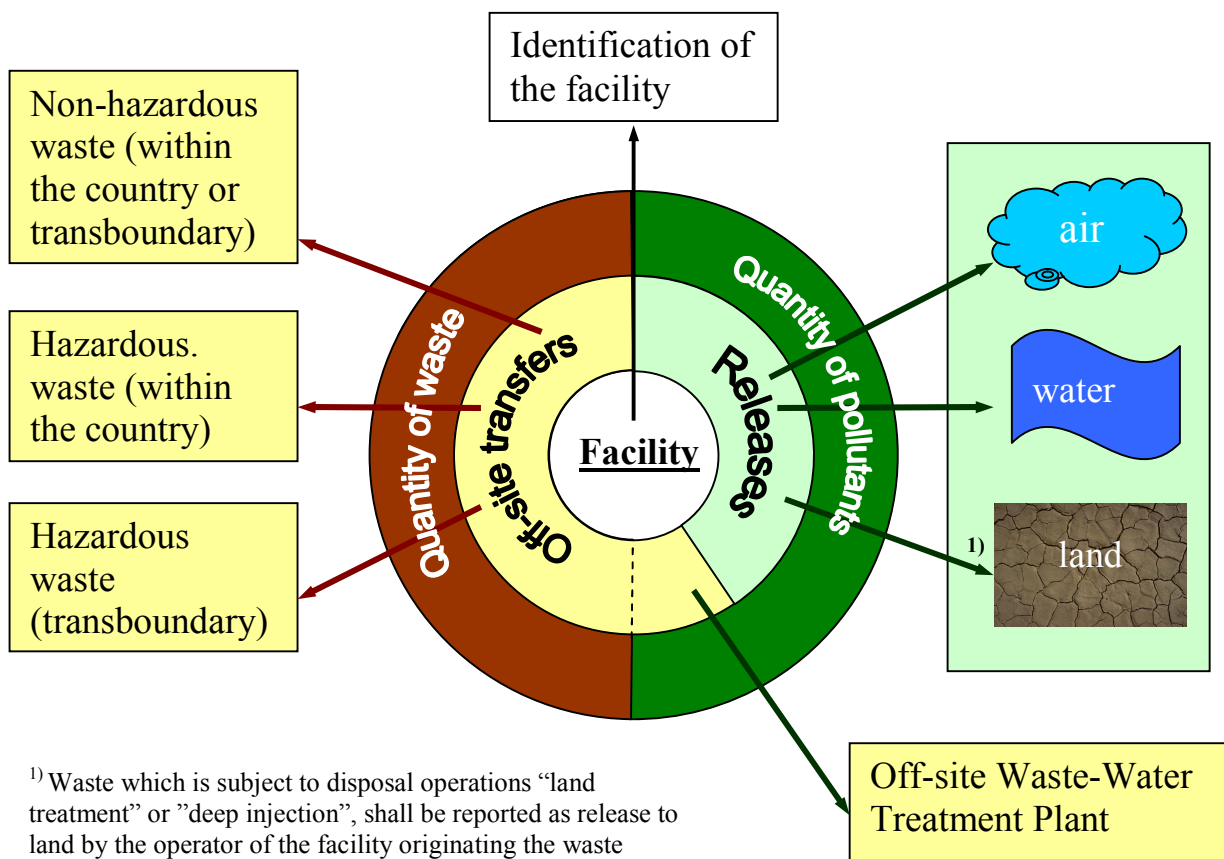 Identification of
the facility
Non-hazardous
waste (within
the country or
transboundary)
Hazardous.
waste (within
the country)
Hazardous
waste
(transboundary)
Quantity of waste
Off-site transfers
Facility
Releases
Quantity of pollutants
air
water
1)
land
Off-site Waste-Water
Treatment Plant
1) Waste which is subject to disposal operations “land
treatment” or ”deep injection”, shall be reported as release to
land by the operator of the facility originating the waste